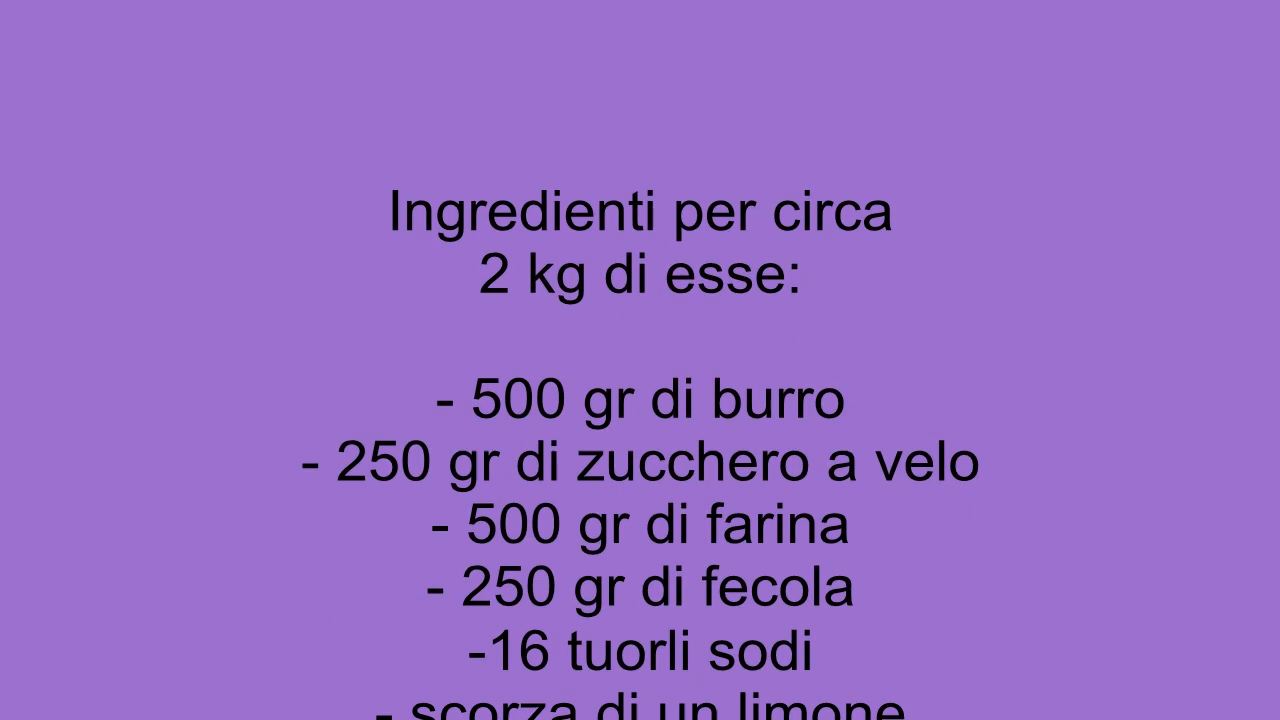 Ingredienti per circa
2 kg di esse:
- 500 gr di burro
- 250 gr di zucchero a velo
- 500 gr di farina
- 250 gr di fecola
-16 tuorli sodi
- scorza di un limone